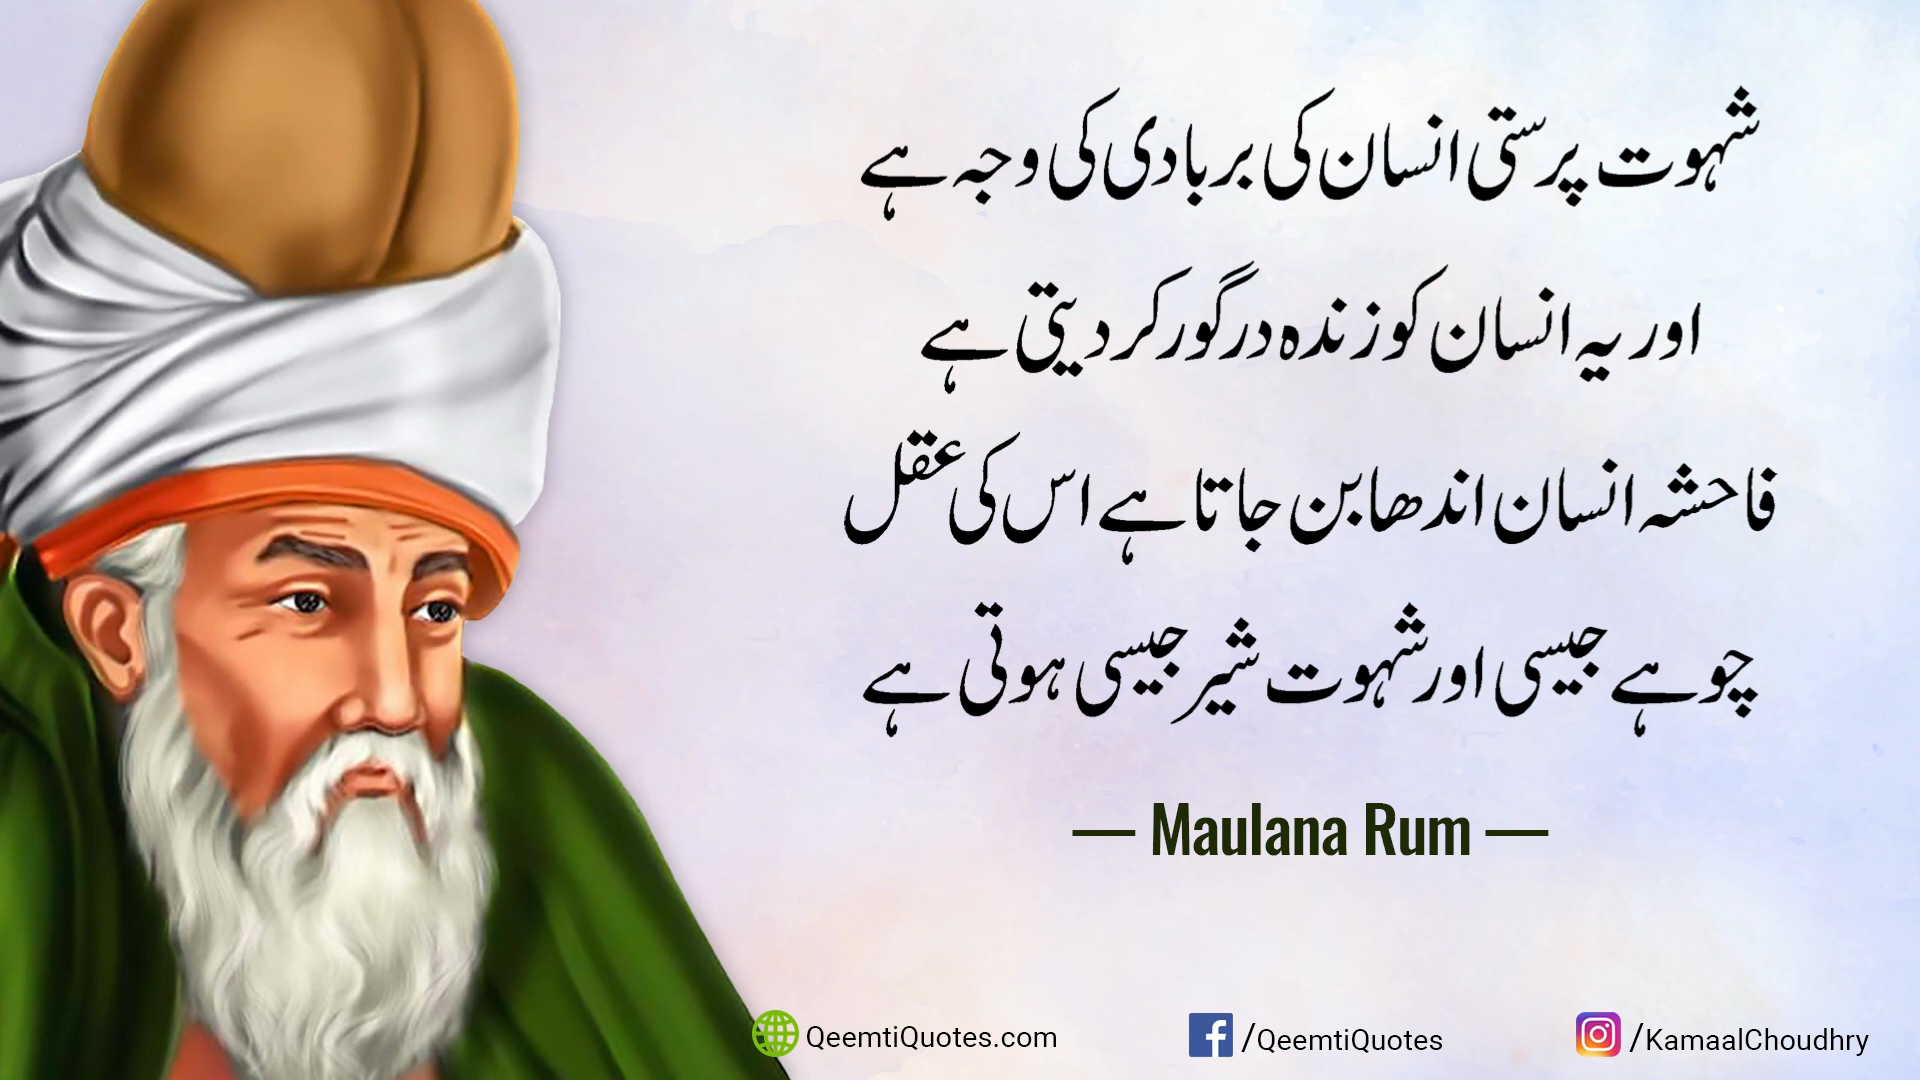 شہوت پرستی انسان کی بربادی کی وجہ ہے
اور یہ انسان کو زندہ درگور کر دیتی ہے
فاحشہ انسان اندھا بن جاتا ہے اس کی عقل
چوہے جیسی اور شہوت شیر جیسی ہوتی ہے
— Maulana Rum —
QeemtiQuotes.com
/QeemtiQuotes
/KamaalChoudhry